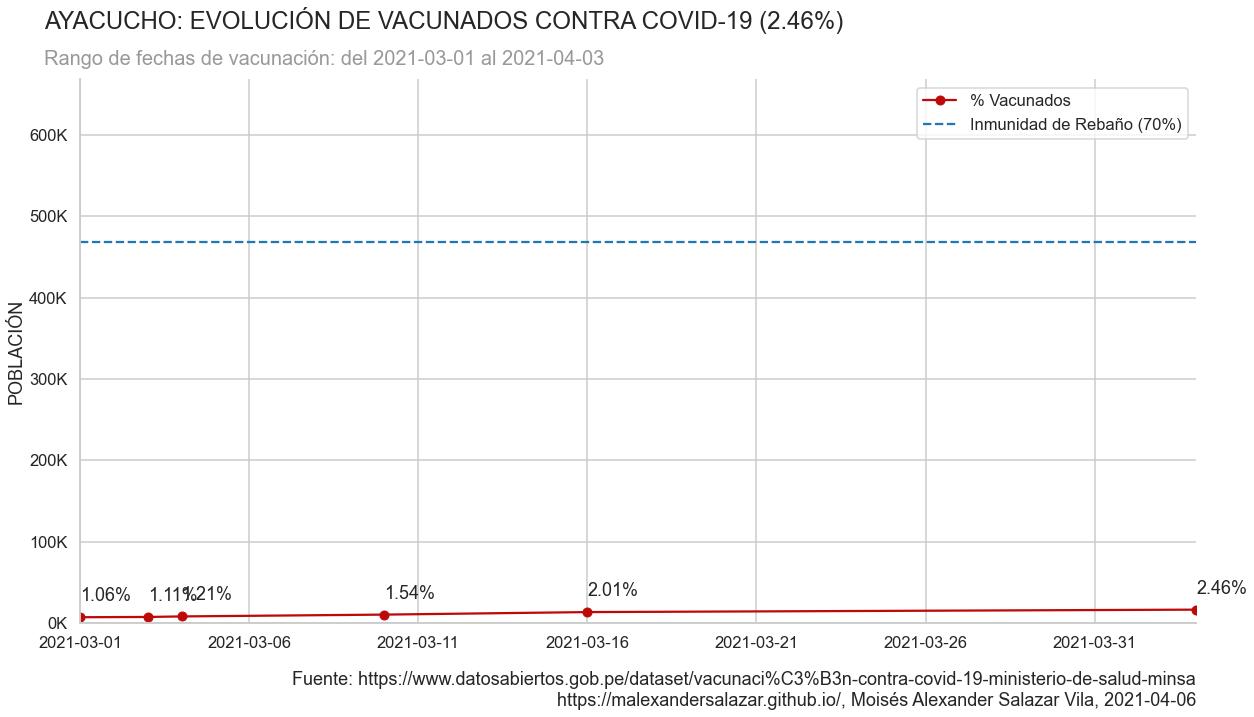 AYACUCHO: EVOLUCIÓN DE VACUNADOS CONTRA COVID-19 (2.46%)
Rango de fechas de vacunación: del 2021-03-01 al 2021-04-03
% Vacunados
Inmunidad de Rebaño (70%)
POBLACIÓN
600K
500K
400K
300K
200K
100K
0K
1.06%
1.11%
1.21%
1.54%
2.01%
2.46%
2021-03-01
2021-03-06
2021-03-11
2021-03-16
2021-03-21
2021-03-26
2021-03-31
Fuente: https://www.datosabiertos.gob.pe/dataset/vacunaci%C3%B3n-contra-covid-19-ministerio-de-salud-minsa
https://malexandersalazar.github.io/, Moisés Alexander Salazar Vila, 2021-04-06